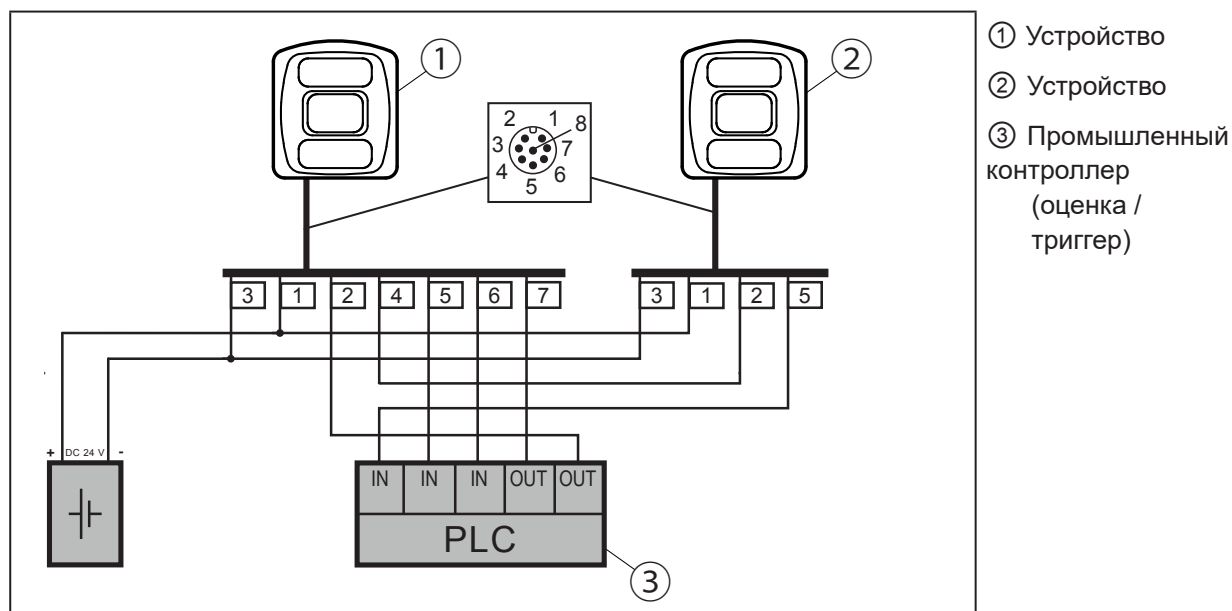 ① Устройство
② Устройство
③ Промышленный
контроллер
(оценка /
триггер)
1
2
2 1 8
3 7
4 6
5
3 1 2 4 5 6 7
3 1 2 5
+ DC 24 V -
IN IN IN OUT OUT
PLC
3